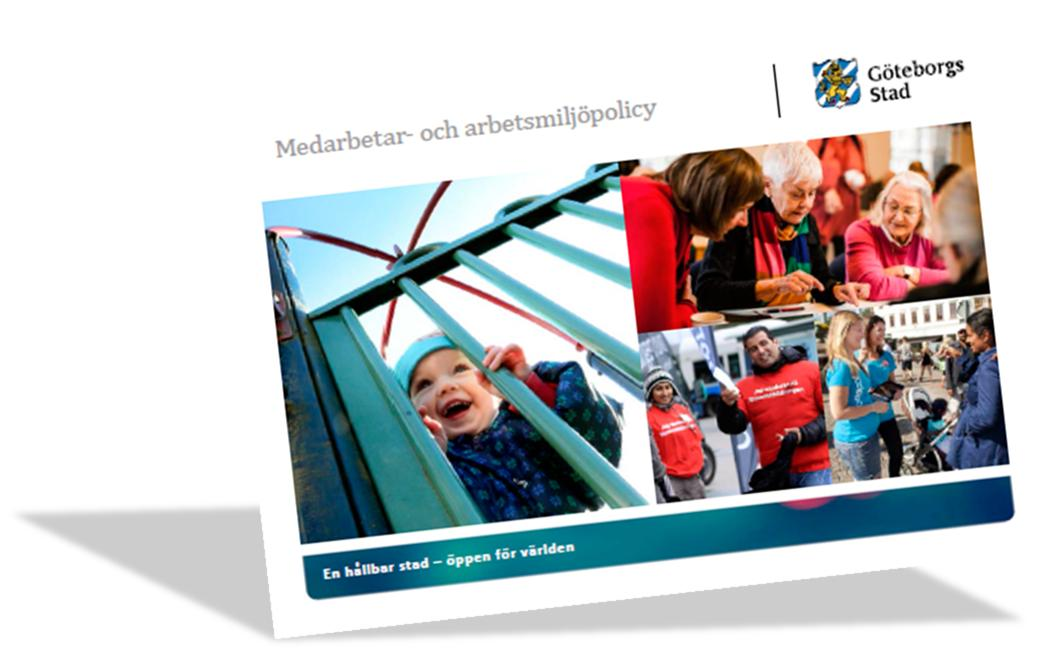 Göteborgs
Stad
Medarbetar- och arbetsmiljöpolicy
En hållbar stad – öppen för världen